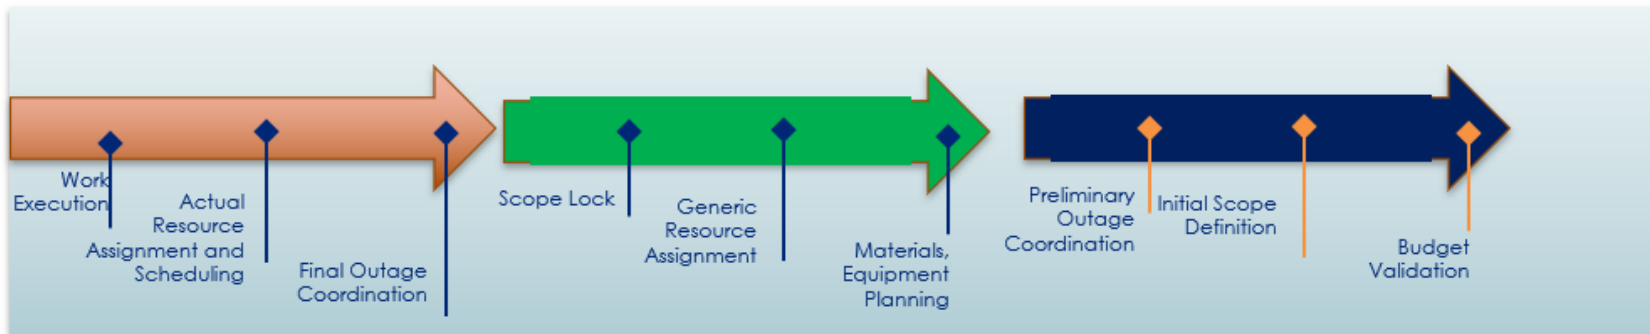 Work
Execution
Actual
Resource
Assignment and
Scheduling
Final Outage
Coordination
Scope Lock
Generic
Resource
Assignment
Materials,
Equipment
Planning
Preliminary
Outage
Coordination
Initial Scope
Definition
Budget
Validation